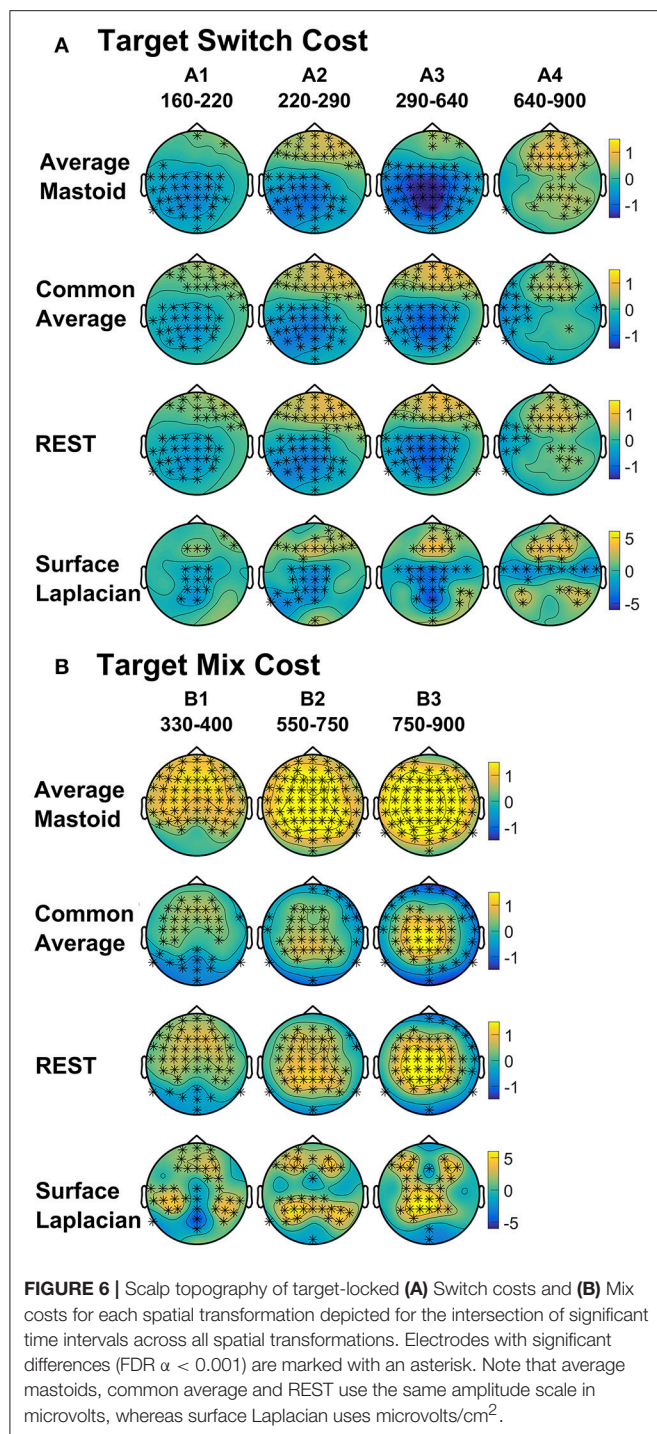 A Target Switch Cost
A1 A2 A3 A4
160-220 220-290 290-640 640-900
Average
Mastoid
1
0
-1
Common
Average
1
0
-1
REST
1
0
-1
Surface
Laplacian
5
0
-5
B Target Mix Cost
B1 B2 B3
330-400 550-750 750-900
Average
Mastoid
1
0
-1
Common
Average
1
0
-1
REST
1
0
-1
Surface
Laplacian
5
0
-5
FIGURE 6 | Scalp topography of target-locked (A) Switch costs and (B) Mix
costs for each spatial transformation depicted for the intersection of significant
time intervals across all spatial transformations. Electrodes with significant
differences (FDR α < 0.001) are marked with an asterisk. Note that average
mastoids, common average and REST use the same amplitude scale in
microvolts, whereas surface Laplacian uses microvolts/cm².